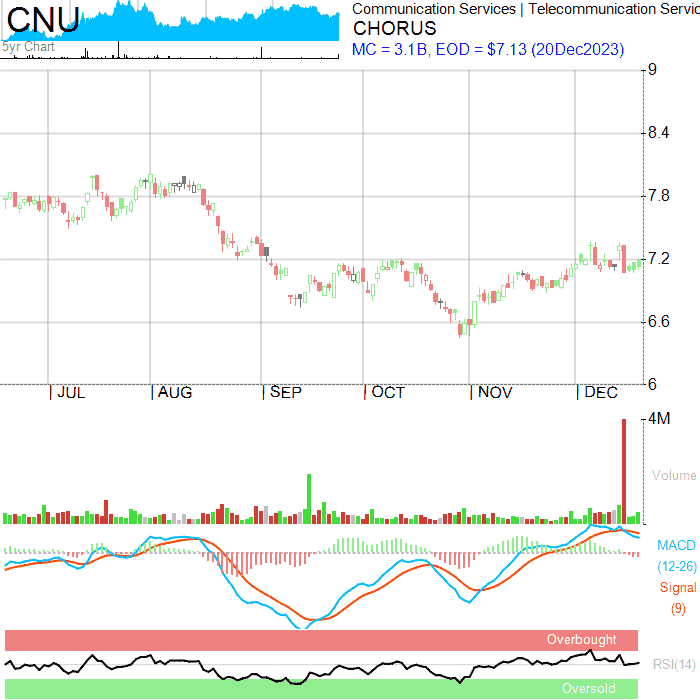 CNU
5yr Chart
Communication Services | Telecommunication Servic
CHORUS
MC = 3.1B, EOD = $7.13 (20Dec2023)
9
8.4
7.8
7.2
6.6
6
JUL
AUG
SEP
OCT
NOV
DEC
4M
Volume
MACD
(12-26)
Signal
(9)
Overbought
RSI(14)
Oversold